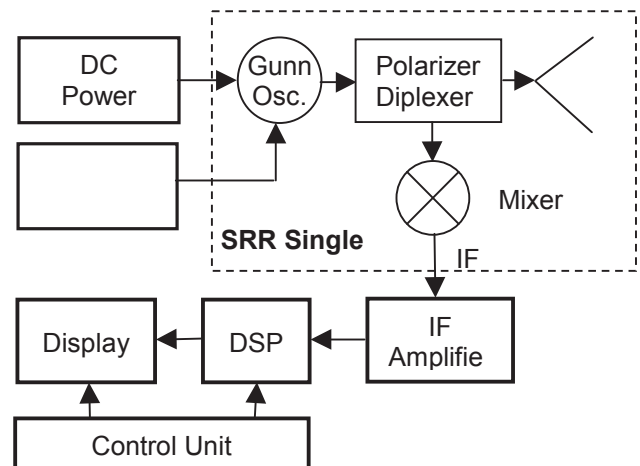 DC
Power
Gunn
Osc.
Polarizer
Diplexer
Mixer
SRR Single
IF
IF
Amplifie
DSP
Display
Control Unit